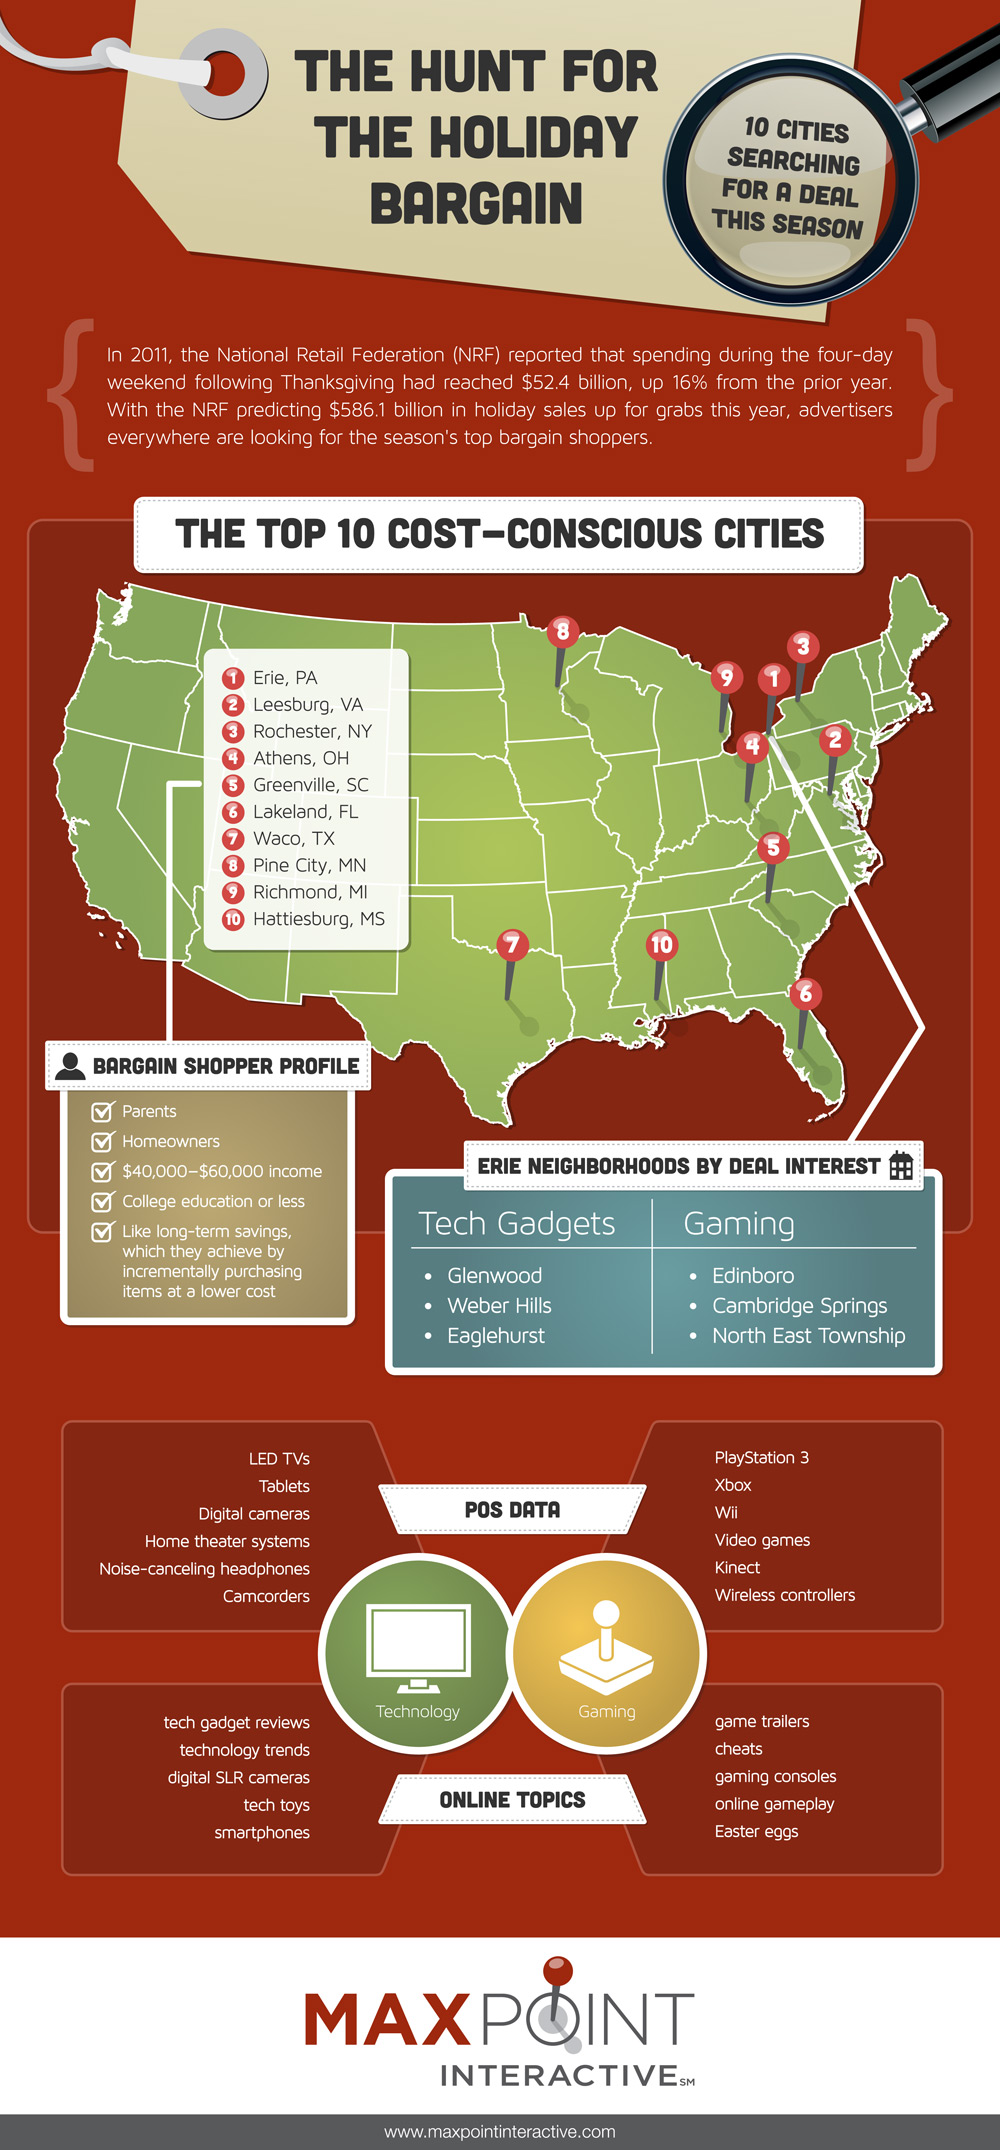 THE HUNT FOR
THE HOLIDAY
BARGAIN
10 CITIES
SEARCHING
FOR A DEAL
THIS SEASON
In 2011, the National Retail Federation (NRF) reported that spending during the four-day
weekend following Thanksgiving had reached $52.4 billion, up 16% from the prior year.
With the NRF predicting $586.1 billion in holiday sales up for grabs this year, advertisers
everywhere are looking for the season's top bargain shoppers.
THE TOP 10 COST-CONSCIOUS CITIES
8
3
9
1
4
2
5
7
10
6
1 Erie, PA
2 Leesburg, VA
3 Rochester, NY
4 Athens, OH
5 Greenville, SC
6 Lakeland, FL
7 Waco, TX
8 Pine City, MN
9 Richmond, MI
10 Hattiesburg, MS
BARGAIN SHOPPER PROFILE
Parents
Homeowners
$40,000–$60,000 income
College education or less
Like long-term savings,
which they achieve by
incrementally purchasing
items at a lower cost
ERIE NEIGHBORHOODS BY DEAL INTEREST
Tech Gadgets
• Glenwood
• Weber Hills
• Eaglehurst
Gaming
• Edinboro
• Cambridge Springs
• North East Township
POS DATA
LED TVs
Tablets
Digital cameras
Home theater systems
Noise-canceling headphones
Camcorders
PlayStation 3
Xbox
Wii
Video games
Kinect
Wireless controllers
Technology
Gaming
ONLINE TOPICS
tech gadget reviews
technology trends
digital SLR cameras
tech toys
smartphones
game trailers
cheats
gaming consoles
online gameplay
Easter eggs
MAXPOINT
INTERACTIVE SM
www.maxpointinteractive.com